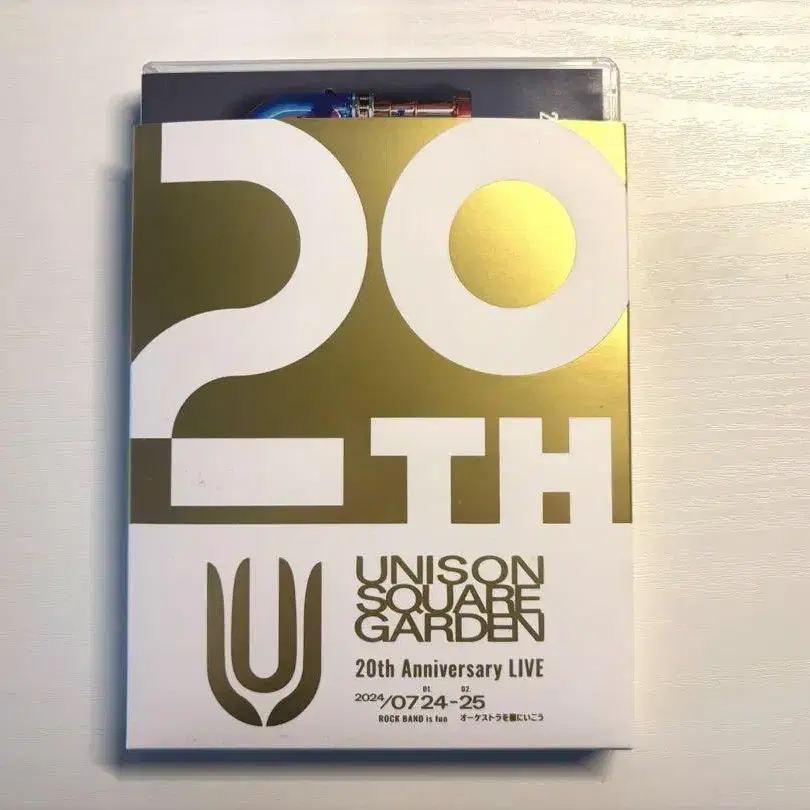 20
TH
UNISON
SQUARE
GARDEN
20th Anniversary LIVE
01. 02.
2024/07 24-25
ROCK BAND is fun オーケストラを観にいこう